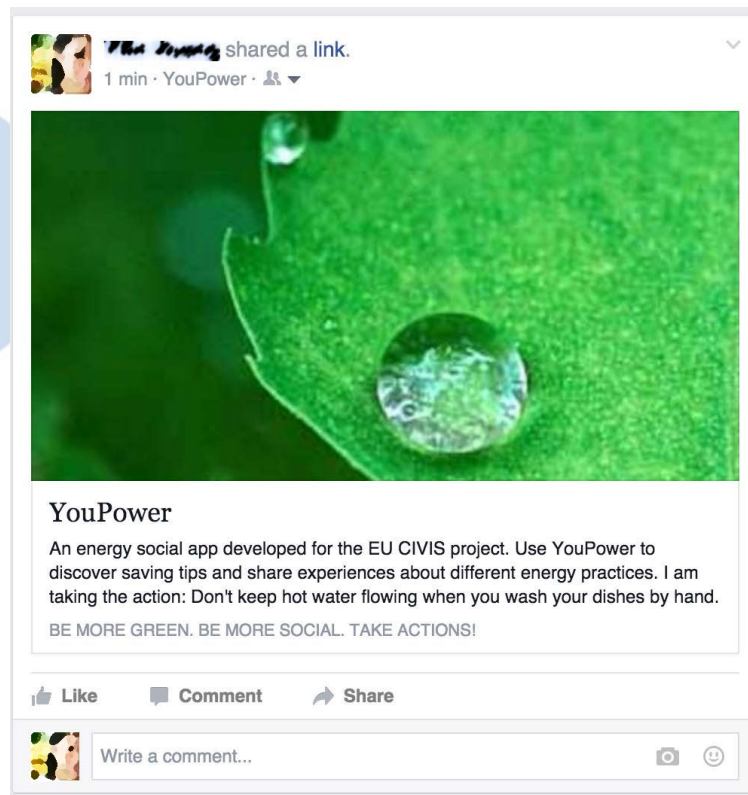 shared a link.
1 min · YouPower ·
YouPower
An energy social app developed for the EU CIVIS project. Use YouPower to
discover saving tips and share experiences about different energy practices. I am
taking the action: Don't keep hot water flowing when you wash your dishes by hand.
BE MORE GREEN. BE MORE SOCIAL. TAKE ACTIONS!
Like Comment Share
Write a comment...